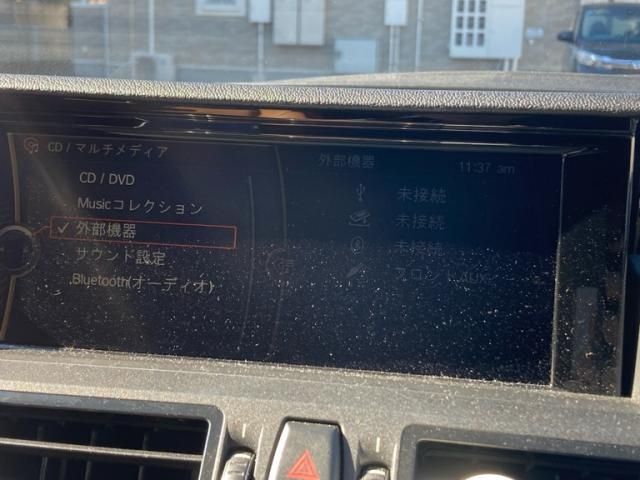 CD / マルチメディア
CD / DVD
Musicコレクション
外部機器
サウンド設定
Bluetooth(オーディオ)
外部機器
11:37 am
未接続
未接続
未接続
フロントAUX